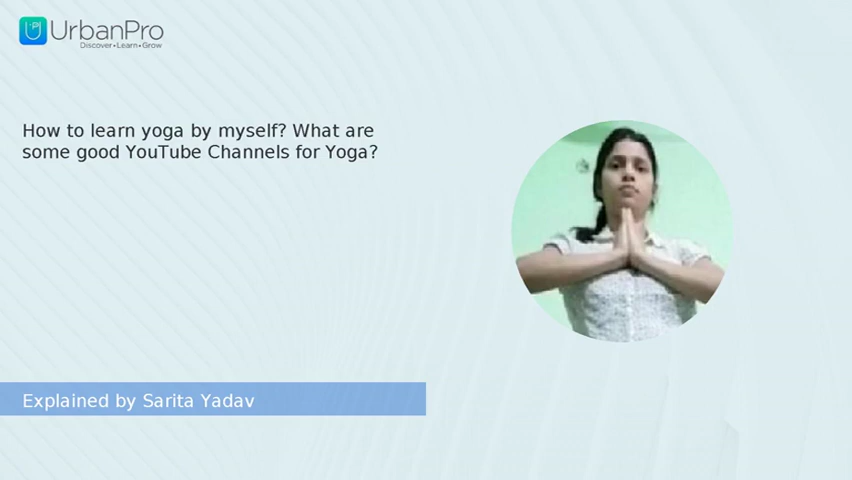 UrbanPro
Discover•Learn•Grow
How to learn yoga by myself? What are
some good YouTube Channels for Yoga?
Explained by Sarita Yadav